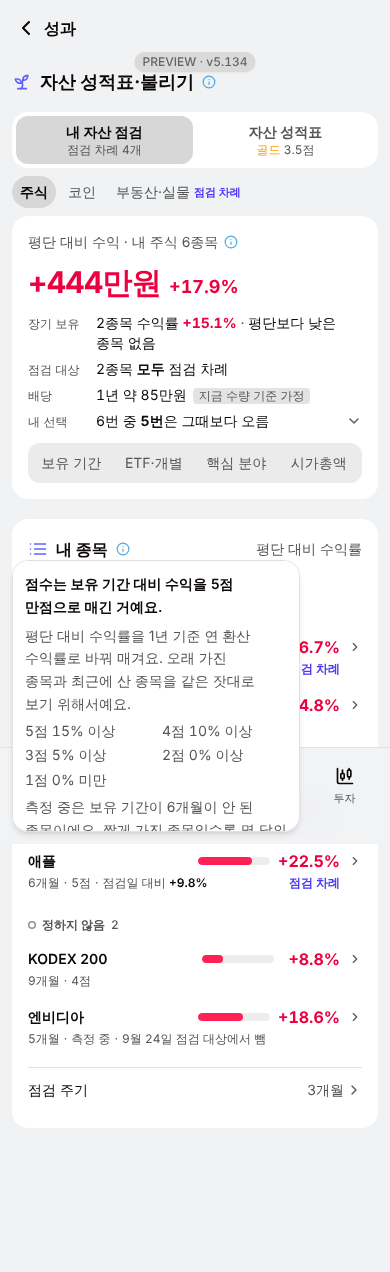 성과
PREVIEW · v5.134
자산 성적표·불리기
내 자산 점검
점검 차례 4개
자산 성적표
골드 3.5점
주식
코인
부동산·실물 점검 차례
평단 대비 수익 · 내 주식 6종목
+444만원 +17.9%
장기 보유 2종목 수익률 +15.1% · 평단보다 낮은
종목 없음
점검 대상 2종목 모두 점검 차례
배당 1년 약 85만원 지금 수량 기준 가정
내 선택 6번 중 5번은 그때보다 오름
보유 기간 ETF·개별 핵심 분야 시가총액
내 종목 평단 대비 수익률
점수는 보유 기간 대비 수익을 5점
만점으로 매긴 거예요.
평단 대비 수익률을 1년 기준 연 환산
수익률로 바꿔 매겨요. 오래 가진
종목과 최근에 산 종목을 같은 잣대로
보기 위해서예요.
5점 15% 이상 4점 10% 이상
3점 5% 이상 2점 0% 이상
1점 0% 미만
측정 중은 보유 기간이 6개월이 안 된
6.7%
검 차례
4.8%
투자
애플 +22.5%
6개월 · 5점 · 점검일 대비 +9.8% 점검 차례
정하지 않음 2
KODEX 200 +8.8%
9개월 · 4점
엔비디아 +18.6%
5개월 · 측정 중 · 9월 24일 점검 대상에서 뺌
점검 주기 3개월